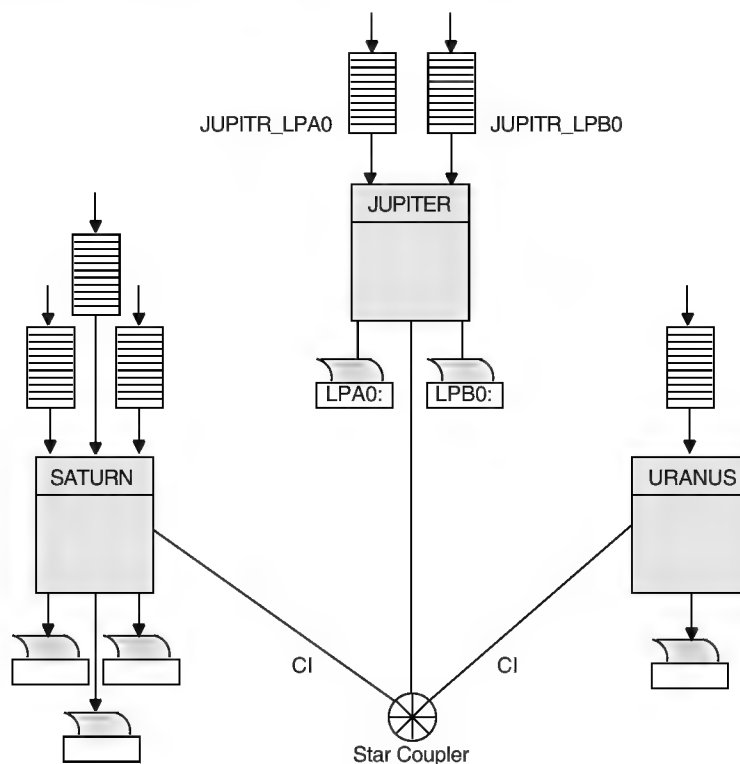 JUPITR_LPA0
JUPITR_LPB0
JUPITER
LPA0:
LPB0:
SATURN
URANUS
CI
CI
Star Coupler